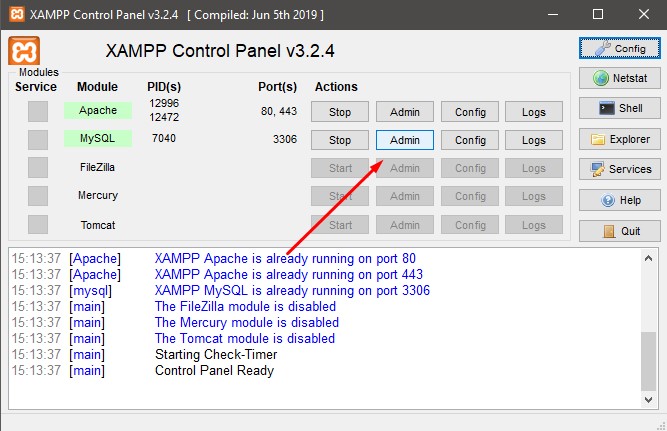 XAMPP Control Panel v3.2.4 [ Compiled: Jun 5th 2019 ]
XAMPP Control Panel v3.2.4
Config
Modules
Service Module PID(s) Port(s) Actions
Netstat
Apache 12996 12472 80, 443 Stop Admin Config Logs
Shell
MySQL 7040 3306 Stop Admin Config Logs
Explorer
FileZilla Start Admin Config Logs
Services
Mercury Start Admin Config Logs
Help
Tomcat Start Admin Config Logs
Quit
15:13:37 [Apache] XAMPP Apache is already running on port 80
15:13:37 [Apache] XAMPP Apache is already running on port 443
15:13:37 [mysql] XAMPP MySQL is already running on port 3306
15:13:37 [main] The FileZilla module is disabled
15:13:37 [main] The Mercury module is disabled
15:13:37 [main] The Tomcat module is disabled
15:13:37 [main] Starting Check-Timer
15:13:37 [main] Control Panel Ready